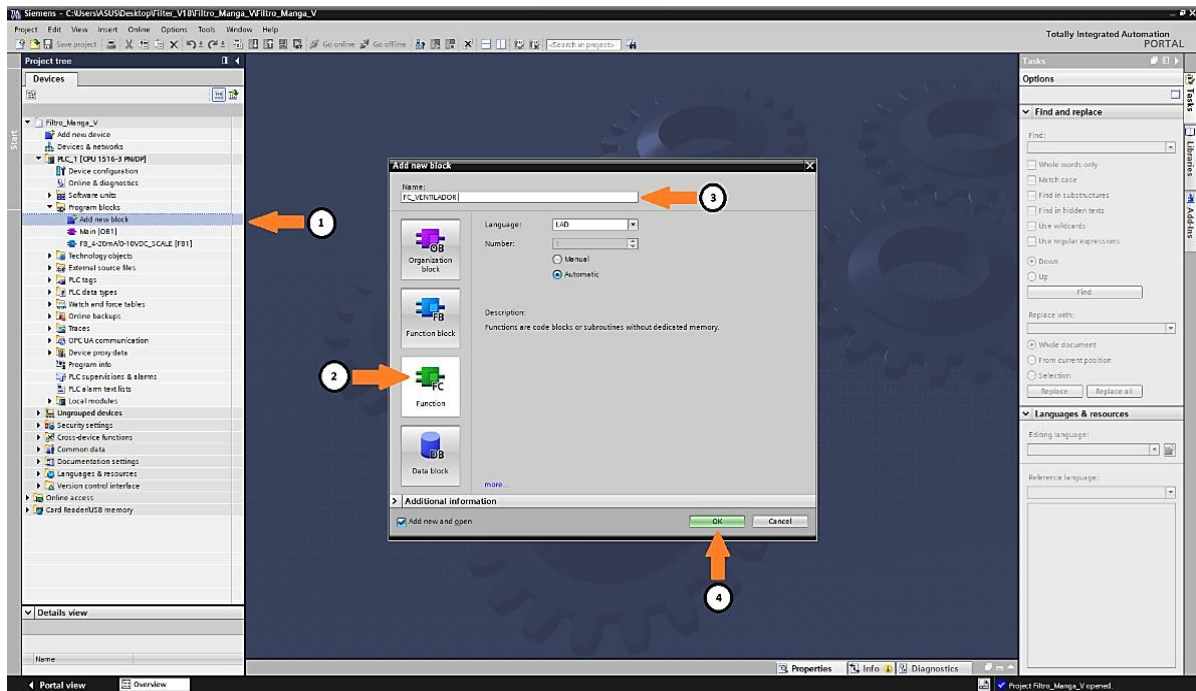 Siemens - C:\Users\ASUS\Desktop\Filter_V18\Filtro_Manga_V\Filtro_Manga_V
Project Edit View Insert Online Options Tools Window Help
Save project
Go online
Go offline
<Search in project>
Totally Integrated Automation
PORTAL
Start
Project tree
Devices
Filtro_Manga_V
Add new device
Devices & networks
PLC_1 [CPU 1516-3 PN/DP]
Device configuration
Online & diagnostics
Software units
Program blocks
Add new block
Main [OB1]
FB_4-20mA/0-10VDC_SCALE [FB1]
Technology objects
External source files
PLC tags
PLC data types
Watch and force tables
Online backups
Traces
OPC UA communication
Device proxy data
Program info
PLC supervisions & alarms
PLC alarm text lists
Local modules
Ungrouped devices
Security settings
Cross-device functions
Common data
Documentation settings
Languages & resources
Version control interface
Online access
Card Reader/USB memory
Details view
Name
1
2
3
4
Add new block
Name:
FC_VENTILADOR
OB
Organization
block
FB
Function block
FC
Function
DB
Data block
Language:
LAD
Number:
1
Manual
Automatic
Description:
Functions are code blocks or subroutines without dedicated memory.
more...
Additional information
Add new and open
OK
Cancel
Tasks
Options
Find and replace
Find:
Whole words only
Match case
Find in substructures
Find in hidden texts
Use wildcards
Use regular expressions
Down
Up
Find
Replace with:
Whole document
From current position
Selection
Replace
Replace all
Languages & resources
Editing language:
Reference language:
Tasks
Libraries
Add-Ins
Properties
Info
Diagnostics
Portal view
Overview
Project Filtro_Manga_V opened.